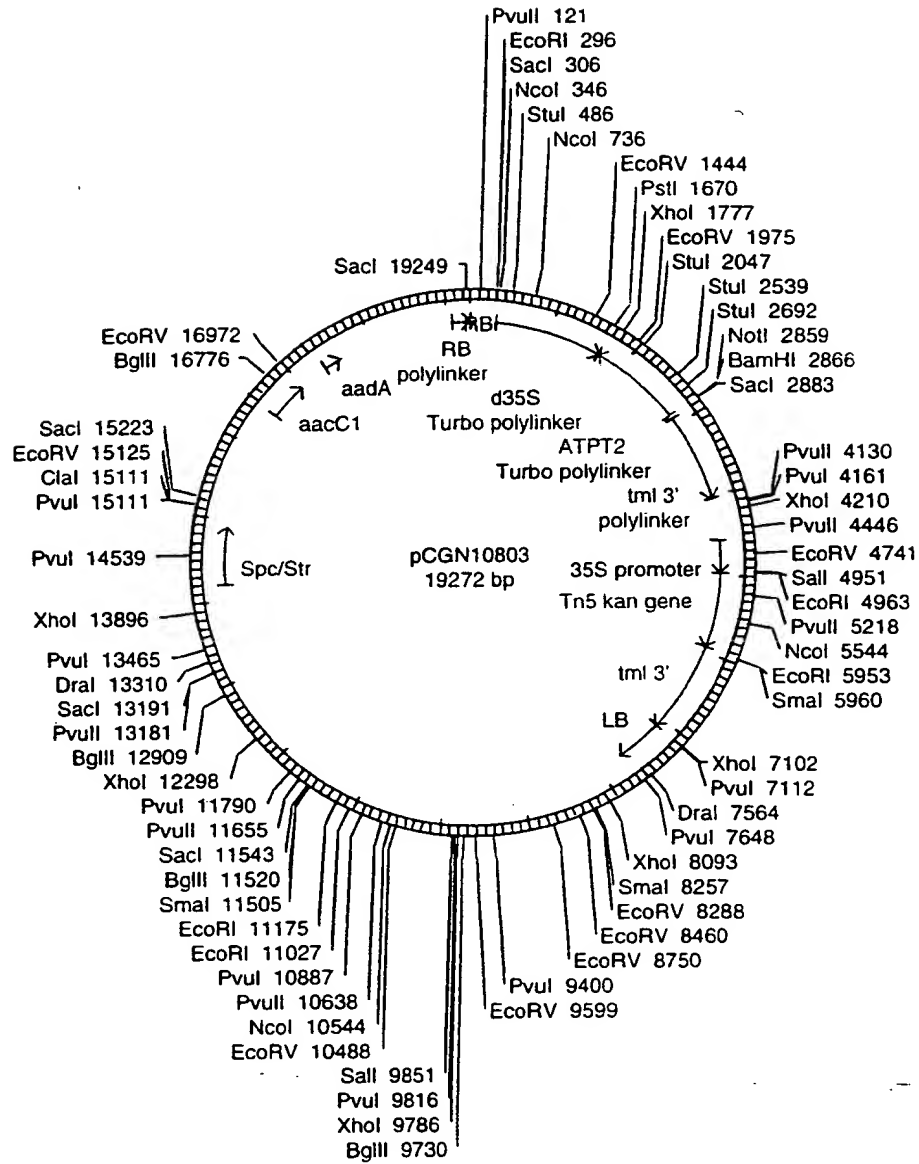 PvuII 121
EcoRI 296
SacI 306
NcoI 346
StuI 486
NcoI 736
EcoRV 1444
PstI 1670
XhoI 1777
EcoRV 1975
StuI 2047
StuI 2539
StuI 2692
NotI 2859
BamHI 2866
SacI 2883
PvuII 4130
PvuI 4161
XhoI 4210
PvuII 4446
EcoRV 4741
SalI 4951
EcoRI 4963
PvuII 5218
NcoI 5544
EcoRI 5953
SmaI 5960
XhoI 7102
PvuI 7112
DraI 7564
PvuI 7648
XhoI 8093
SmaI 8257
EcoRV 8288
EcoRV 8460
EcoRV 8750
PvuI 9400
EcoRV 9599
BglII 9730
XhoI 9786
PvuI 9816
SalI 9851
EcoRV 10488
NcoI 10544
PvuII 10638
PvuI 10887
EcoRI 11027
EcoRI 11175
SmaI 11505
BglII 11520
SacI 11543
PvuII 11655
PvuI 11790
XhoI 12298
BglII 12909
PvuII 13181
SacI 13191
DraI 13310
PvuI 13465
XhoI 13896
PvuI 14539
PvuI 15111
ClaI 15111
EcoRV 15125
SacI 15223
BglII 16776
EcoRV 16972
SacI 19249
RB
RB
polylinker
d35S
Turbo polylinker
ATPT2
Turbo polylinker
tml 3'
polylinker
35S promoter
Tn5 kan gene
tml 3'
LB
Spc/Str
aacC1
aadA
pCGN10803
19272 bp